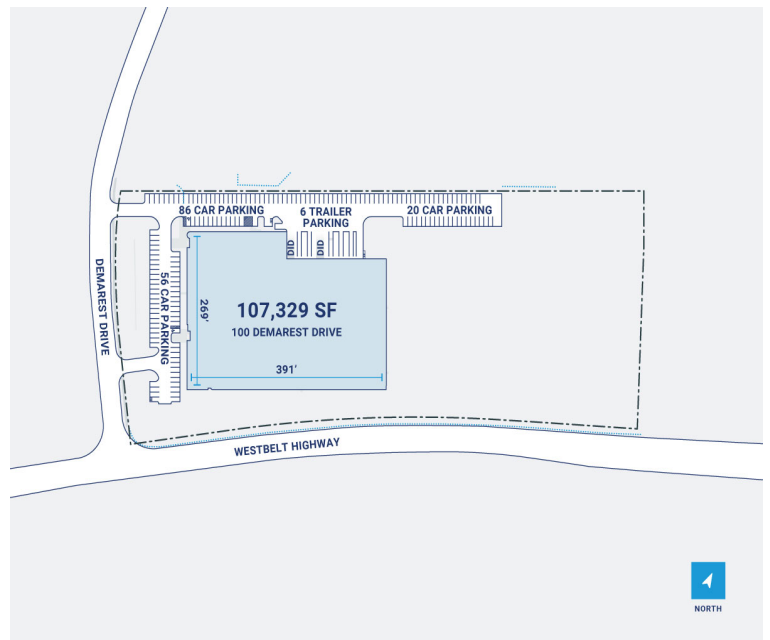 86 CAR PARKING
6 TRAILER
PARKING
20 CAR PARKING
DID
DID
DEMAREST DRIVE
56 CAR PARKING
269'
107,329 SF
100 DEMAREST DRIVE
391'
WESTBELT HIGHWAY
NORTH